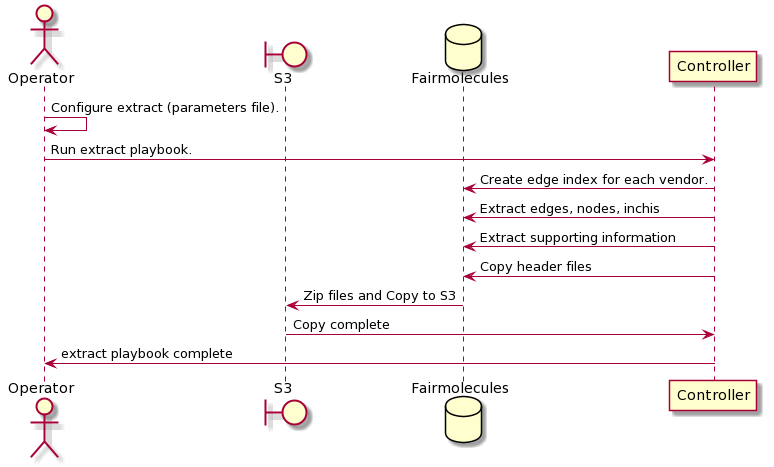 Operator
S3
Fairmolecules
Controller
Configure extract (parameters file).
Run extract playbook.
Create edge index for each vendor.
Extract edges, nodes, inchis
Extract supporting information
Copy header files
Zip files and Copy to S3
Copy complete
extract playbook complete
Operator
S3
Fairmolecules
Controller